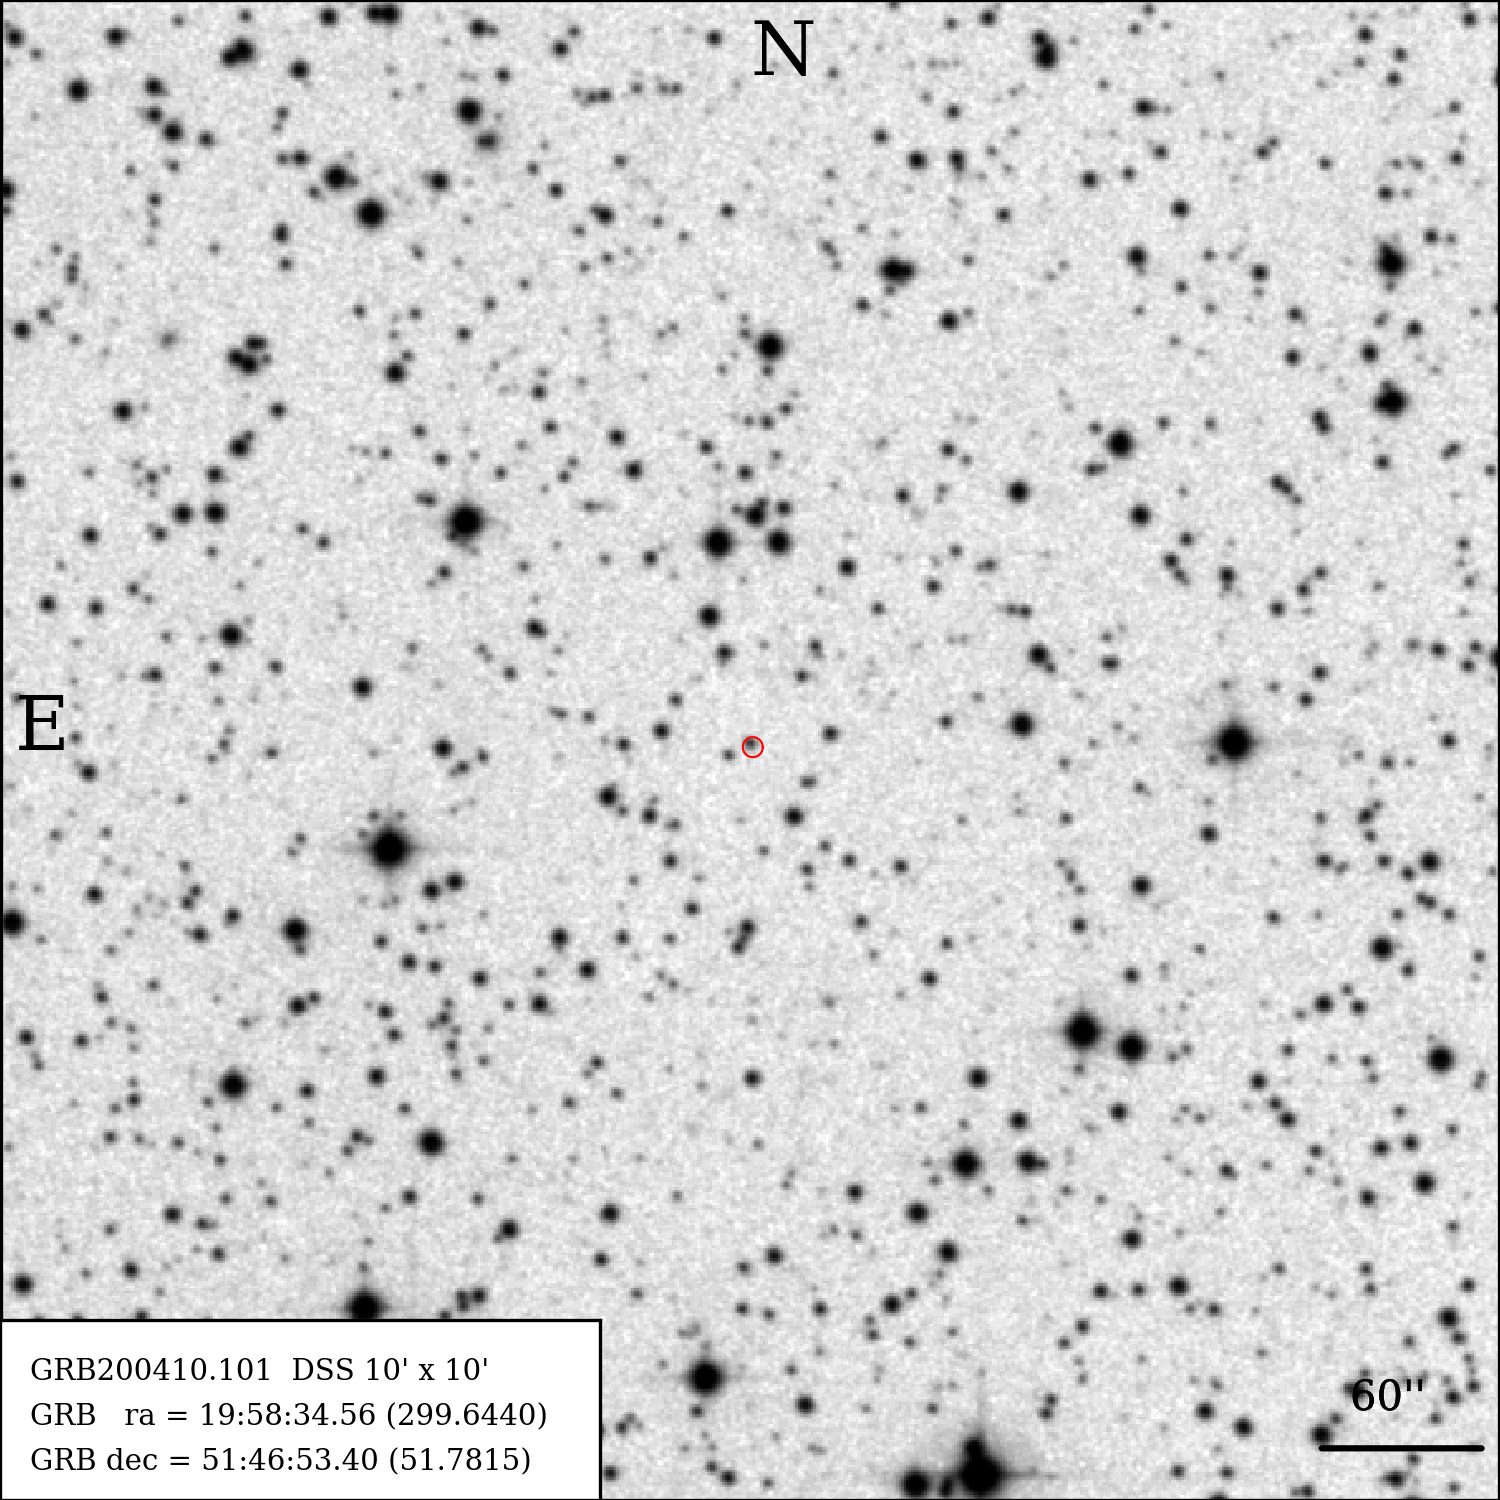 N
E
GRB200410.101 DSS 10' x 10'
GRB ra = 19:58:34.56 (299.6440)
GRB dec = 51:46:53.40 (51.7815)
60''